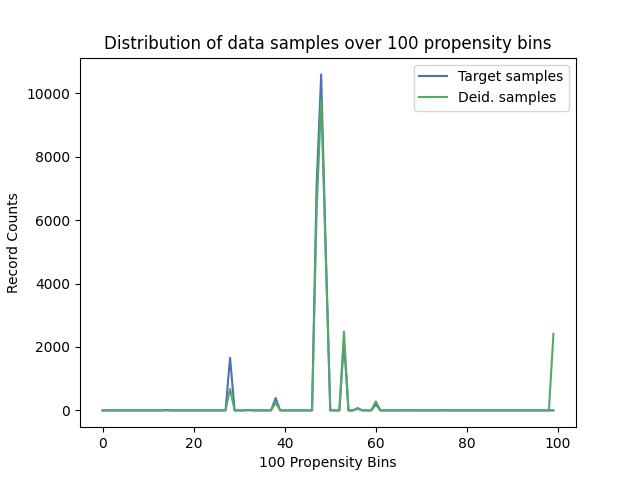 Distribution of data samples over 100 propensity bins
Target samples
Deid. samples
Record Counts
10000
8000
6000
4000
2000
0
0 20 40 60 80 100
100 Propensity Bins